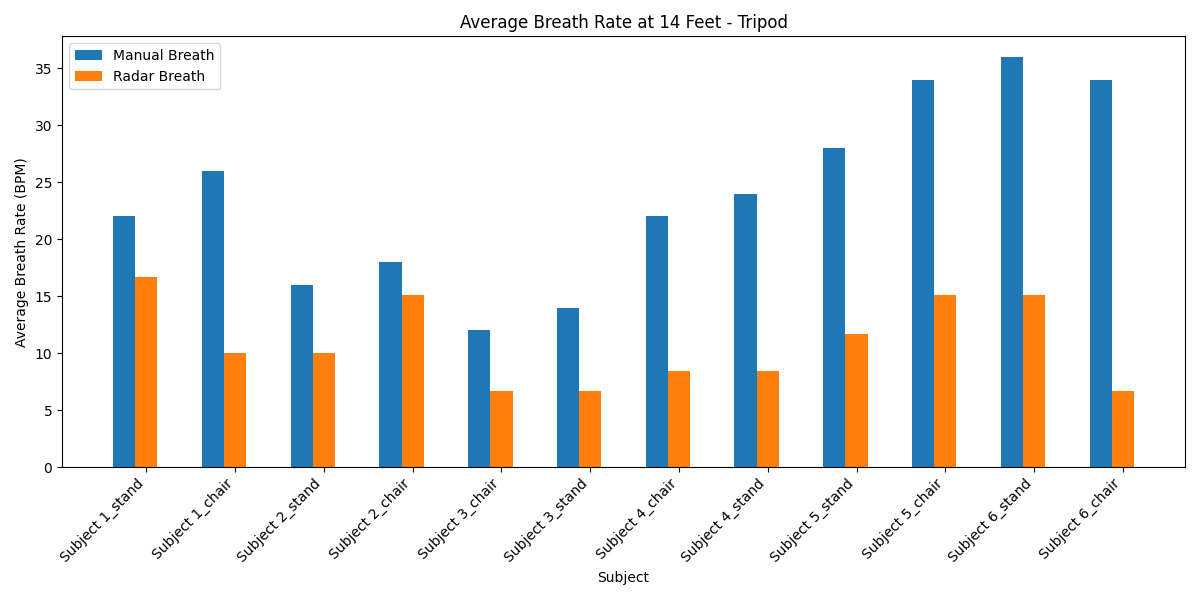 Average Breath Rate at 14 Feet - Tripod
Manual Breath
Radar Breath
Average Breath Rate (BPM)
35
30
25
20
15
10
5
0
Subject 1_stand
Subject 1_chair
Subject 2_stand
Subject 2_chair
Subject 3_chair
Subject 3_stand
Subject 4_chair
Subject 4_stand
Subject 5_stand
Subject 5_chair
Subject 6_stand
Subject 6_chair
Subject